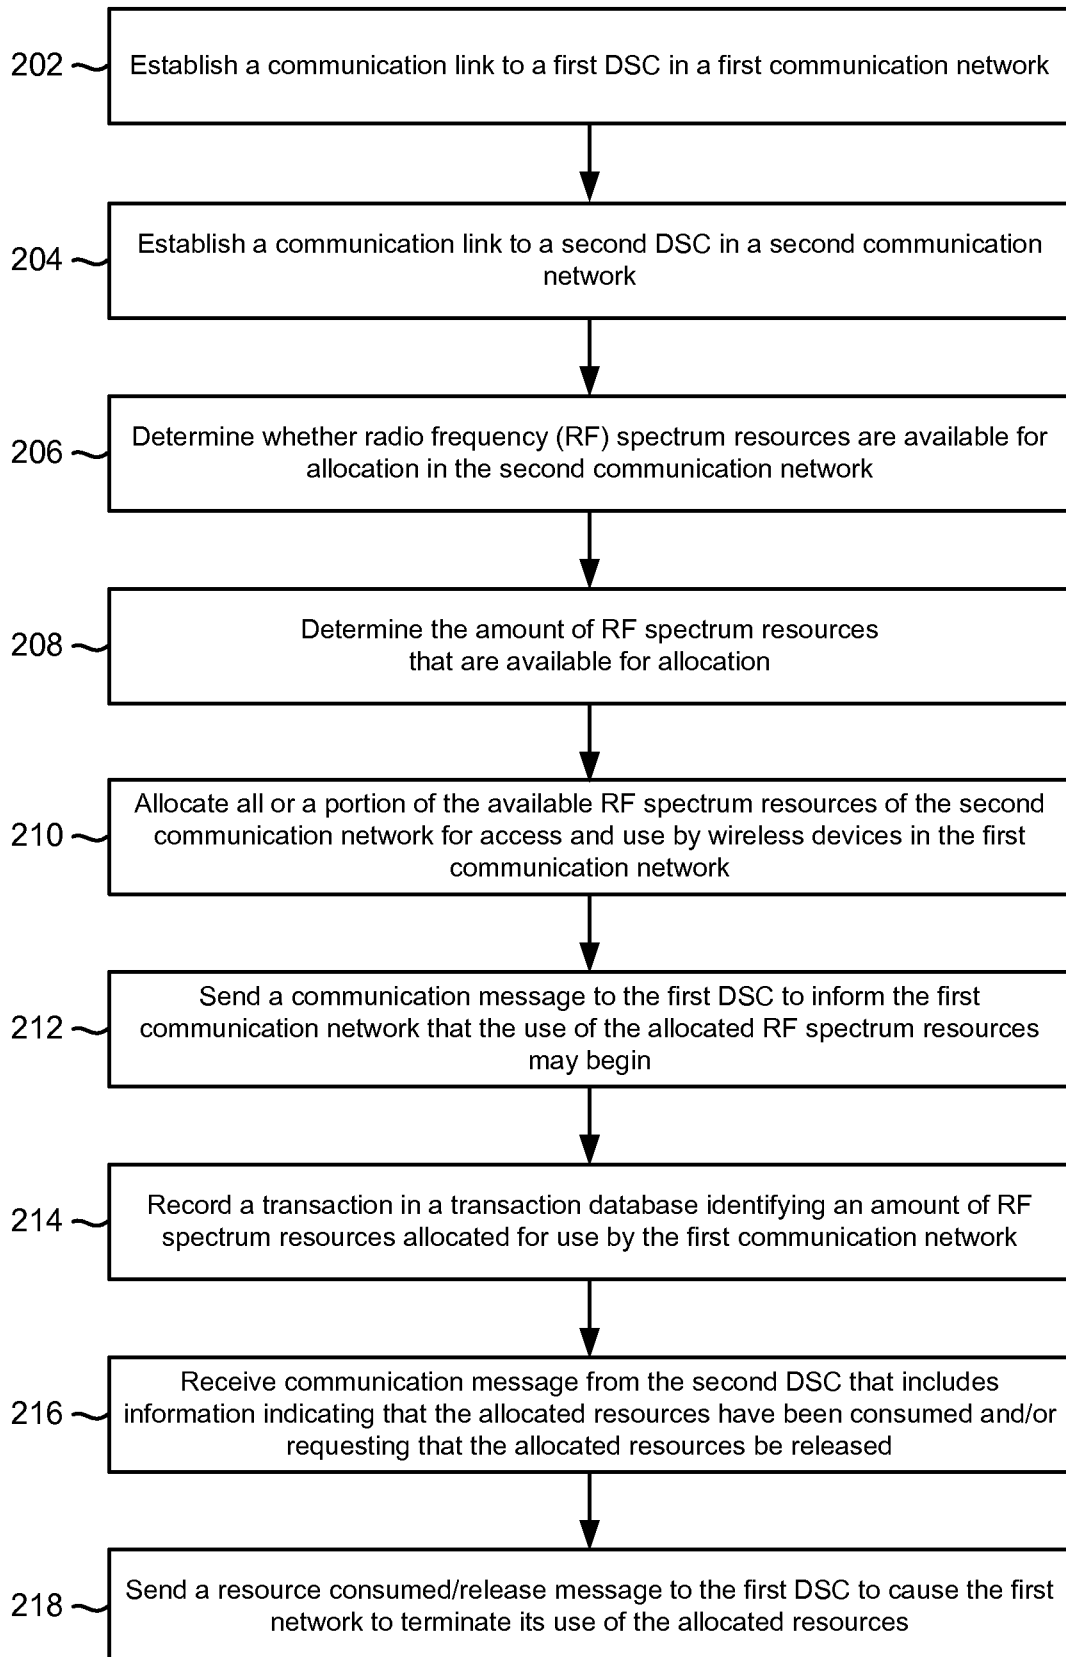 202
Establish a communication link to a first DSC in a first communication network
204
Establish a communication link to a second DSC in a second communication
network
206
Determine whether radio frequency (RF) spectrum resources are available for
allocation in the second communication network
208
Determine the amount of RF spectrum resources
that are available for allocation
210
Allocate all or a portion of the available RF spectrum resources of the second
communication network for access and use by wireless devices in the first
communication network
212
Send a communication message to the first DSC to inform the first
communication network that the use of the allocated RF spectrum resources
may begin
214
Record a transaction in a transaction database identifying an amount of RF
spectrum resources allocated for use by the first communication network
216
Receive communication message from the second DSC that includes
information indicating that the allocated resources have been consumed and/or
requesting that the allocated resources be released
218
Send a resource consumed/release message to the first DSC to cause the first
network to terminate its use of the allocated resources